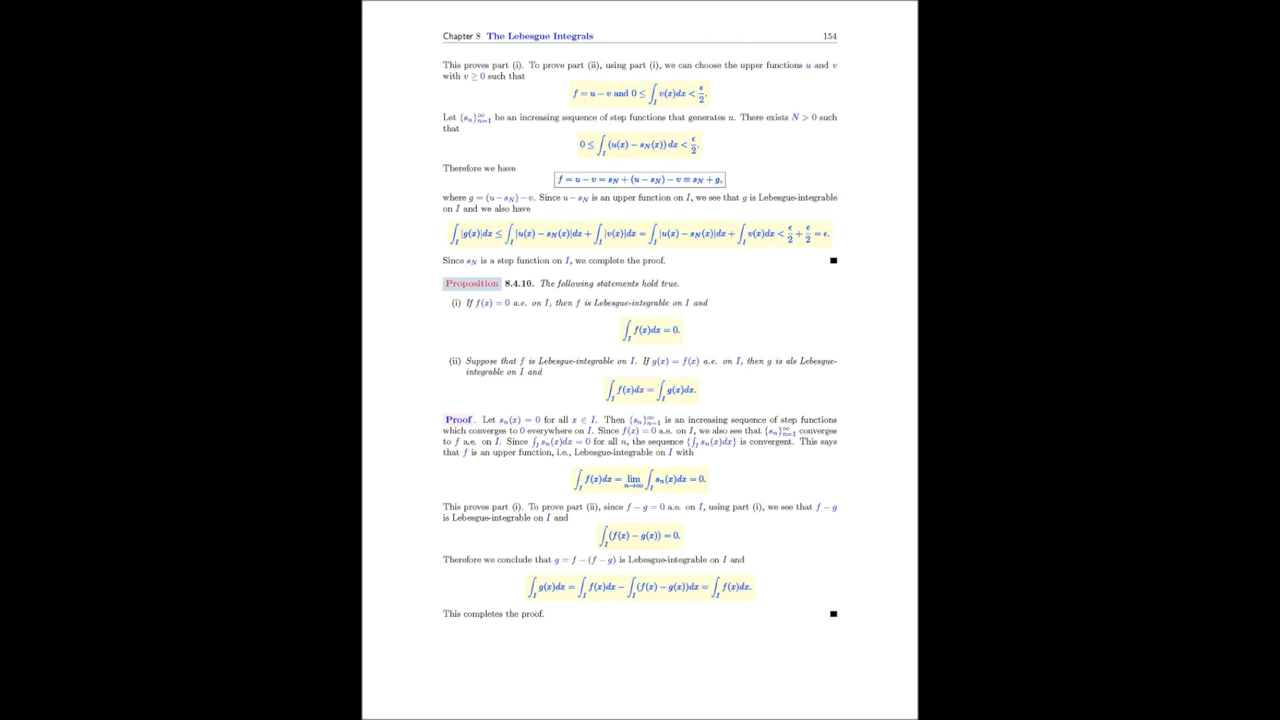 Chapter 8 The Lebesgue Integrals 154
This proves part (i). To prove part (ii), using part (i), we can choose the upper functions u and v
with v ≥ 0 such that
f = u − v and 0 ≤ ∫_I v(x)dx < ε/2.
Let {s_n}_{n=1}^∞ be an increasing sequence of step functions that generates u. There exists N > 0 such
that
0 ≤ ∫_I (u(x) − s_N(x)) dx < ε/2.
Therefore we have
f = u − v = s_N + (u − s_N) − v ≡ s_N + g,
where g = (u − s_N) − v. Since u − s_N is an upper function on I, we see that g is Lebesgue-integrable
on I and we also have
∫_I |g(x)|dx ≤ ∫_I |u(x) − s_N(x)|dx + ∫_I |v(x)|dx = ∫_I |u(x) − s_N(x)|dx + ∫_I v(x)dx < ε/2 + ε/2 = ε.
Since s_N is a step function on I, we complete the proof. ■
Proposition 8.4.10. The following statements hold true.
(i) If f(x) = 0 a.e. on I, then f is Lebesgue-integrable on I and
∫_I f(x)dx = 0.
(ii) Suppose that f is Lebesgue-integrable on I. If g(x) = f(x) a.e. on I, then g is als Lebesgue-
integrable on I and
∫_I f(x)dx = ∫_I g(x)dx.
Proof. Let s_n(x) = 0 for all x ∈ I. Then {s_n}_{n=1}^∞ is an increasing sequence of step functions
which converges to 0 everywhere on I. Since f(x) = 0 a.e. on I, we also see that {s_n}_{n=1}^∞ converges
to f a.e. on I. Since ∫_I s_n(x)dx = 0 for all n, the sequence {∫_I s_n(x)dx} is convergent. This says
that f is an upper function, i.e., Lebesgue-integrable on I with
∫_I f(x)dx = lim_{n→∞} ∫_I s_n(x)dx = 0.
This proves part (i). To prove part (ii), since f − g = 0 a.e. on I, using part (i), we see that f − g
is Lebesgue-integrable on I and
∫_I (f(x) − g(x)) = 0.
Therefore we conclude that g = f − (f − g) is Lebesgue-integrable on I and
∫_I g(x)dx = ∫_I f(x)dx − ∫_I (f(x) − g(x))dx = ∫_I f(x)dx.
This completes the proof. ■